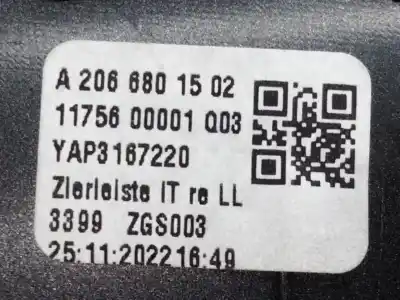 A 206 680 15 02
11756 00001 Q03
YAP3167220
Zierleiste IT re LL
3399 ZGS003
25:11:202216:49